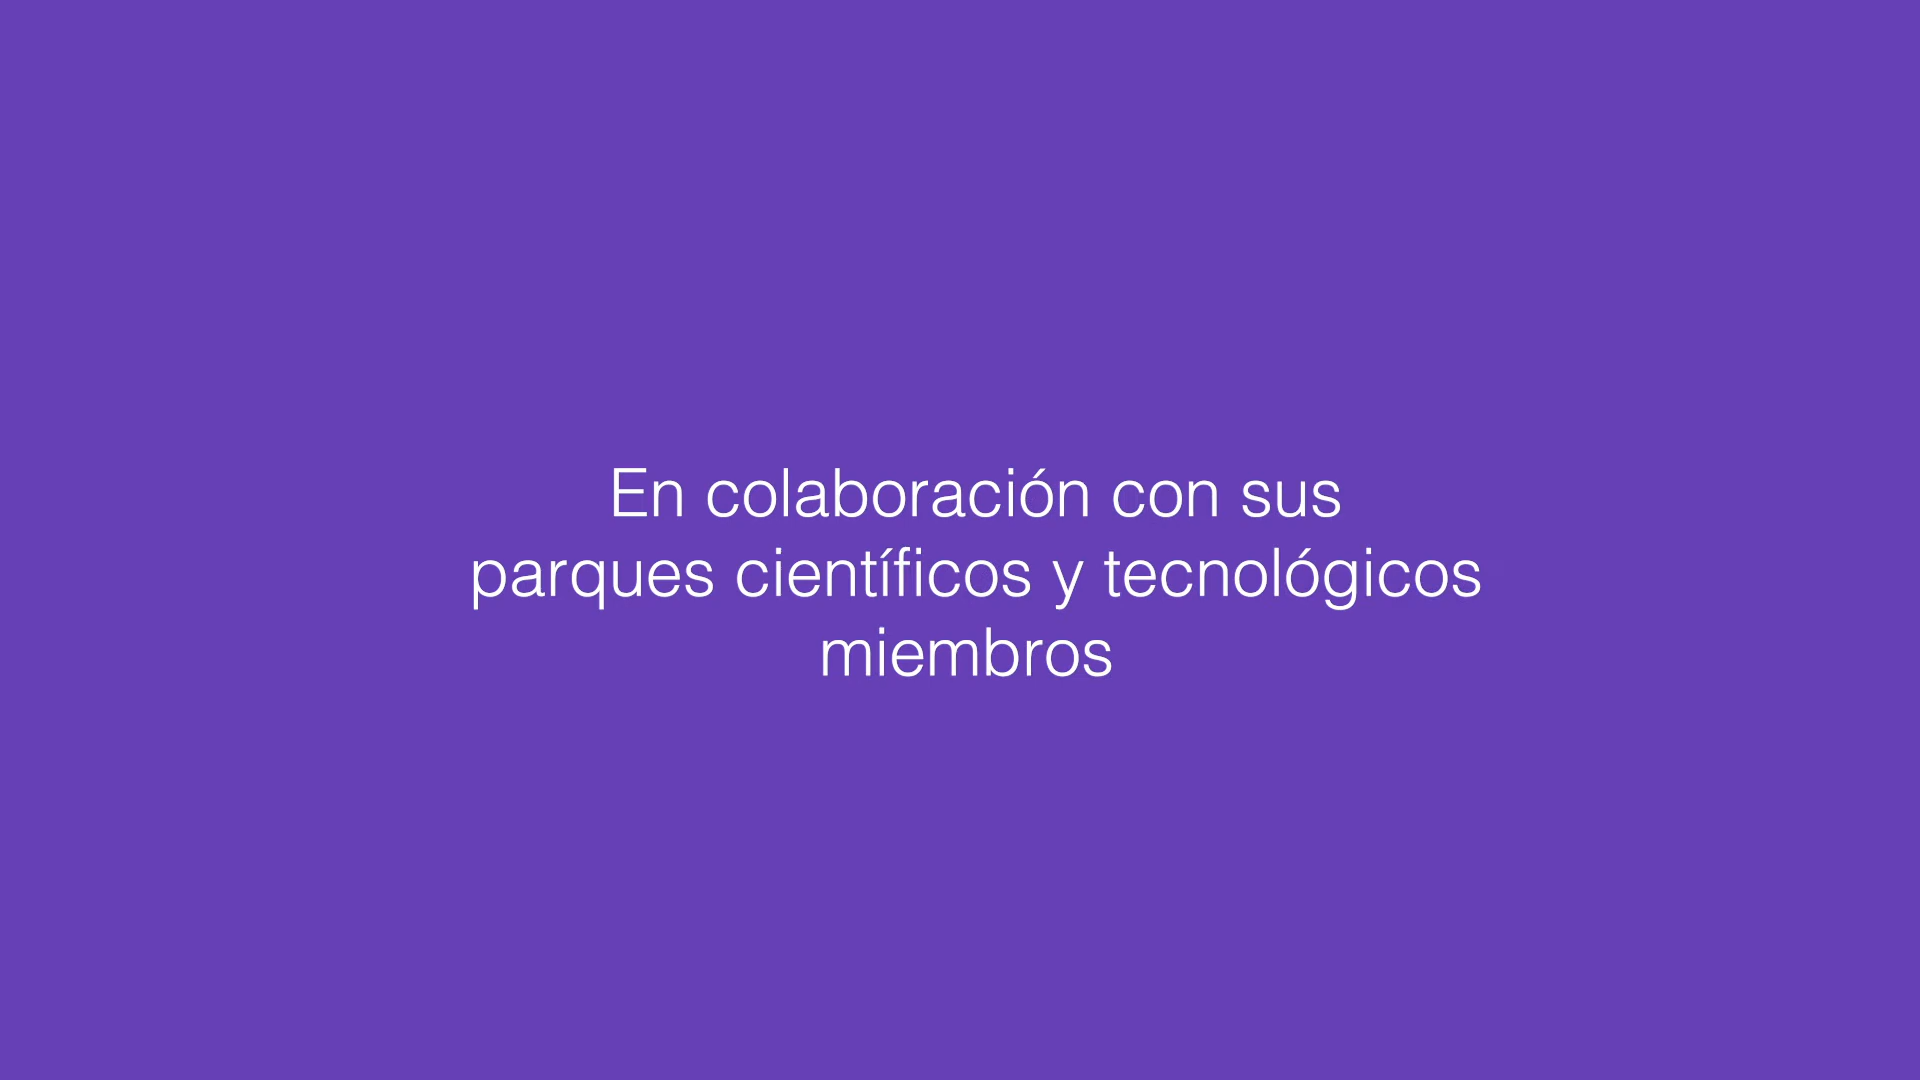 En colaboración con sus
parques científicos y tecnológicos
miembros